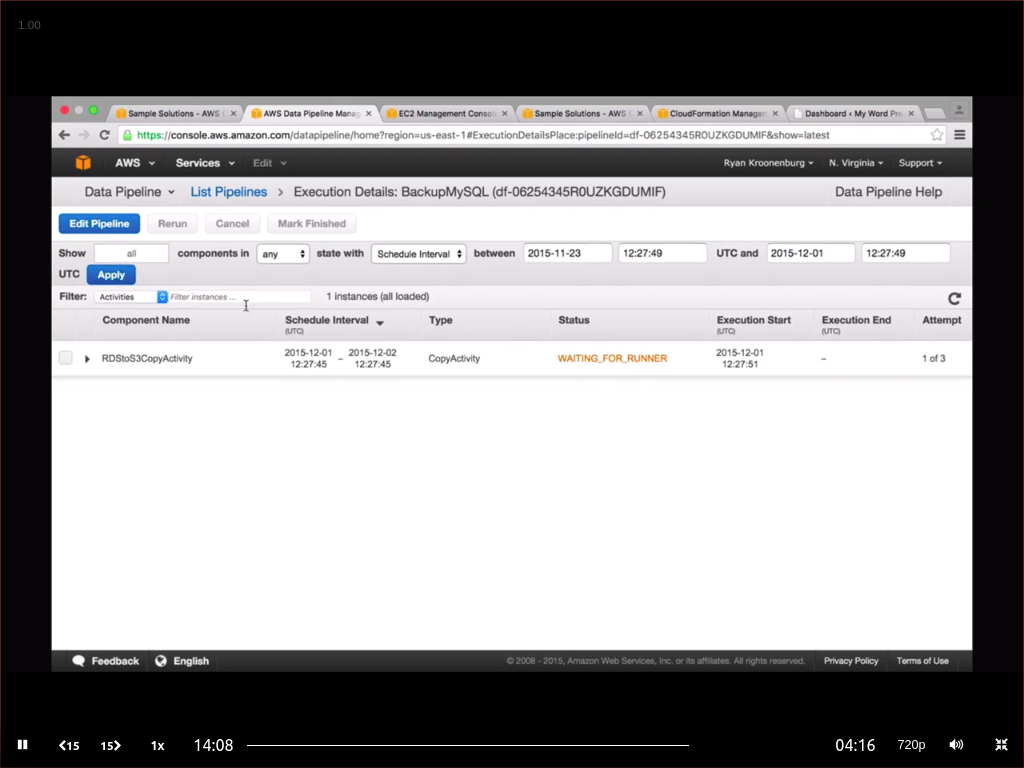 1.00
Sample Solutions - AWS
AWS Data Pipeline Manag
EC2 Management Consol
Sample Solutions - AWS
CloudFormation Manage
Dashboard ‹ My Word Pr
https://console.aws.amazon.com/datapipeline/home?region=us-east-1#ExecutionDetailsPlace:pipelineId=df-06254345R0UZKGDUMIF&show=latest
AWS Services Edit Ryan Kroonenburg N. Virginia Support
Data Pipeline List Pipelines > Execution Details: BackupMySQL (df-06254345R0UZKGDUMIF) Data Pipeline Help
Edit Pipeline Rerun Cancel Mark Finished
Show all components in any state with Schedule Interval between 2015-11-23 12:27:49 UTC and 2015-12-01 12:27:49
UTC Apply
Filter: Activities Filter instances ... 1 instances (all loaded)
Component Name Schedule Interval Type Status Execution Start Execution End Attempt
(UTC) (UTC) (UTC)
RDStoS3CopyActivity 2015-12-01 12:27:45 – 2015-12-02 12:27:45 CopyActivity WAITING_FOR_RUNNER 2015-12-01 12:27:51 – 1 of 3
Feedback English © 2008 - 2015, Amazon Web Services, Inc. or its affiliates. All rights reserved. Privacy Policy Terms of Use
15 15 1x 14:08 04:16 720p